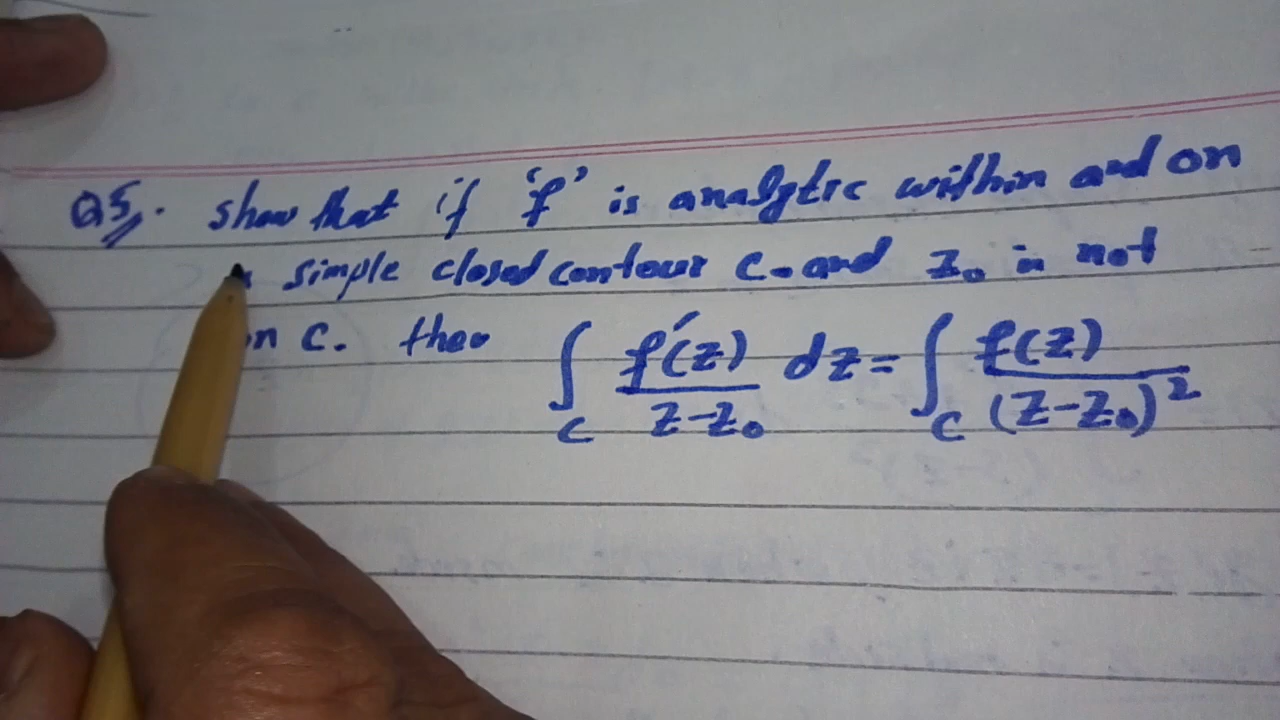 Q5. show that if 'f' is analytic within and on
simple closed contour C. and z₀ is not
on C. then ∫_C f'(z)/(z-z₀) dz = ∫_C f(z)/(z-z₀)²